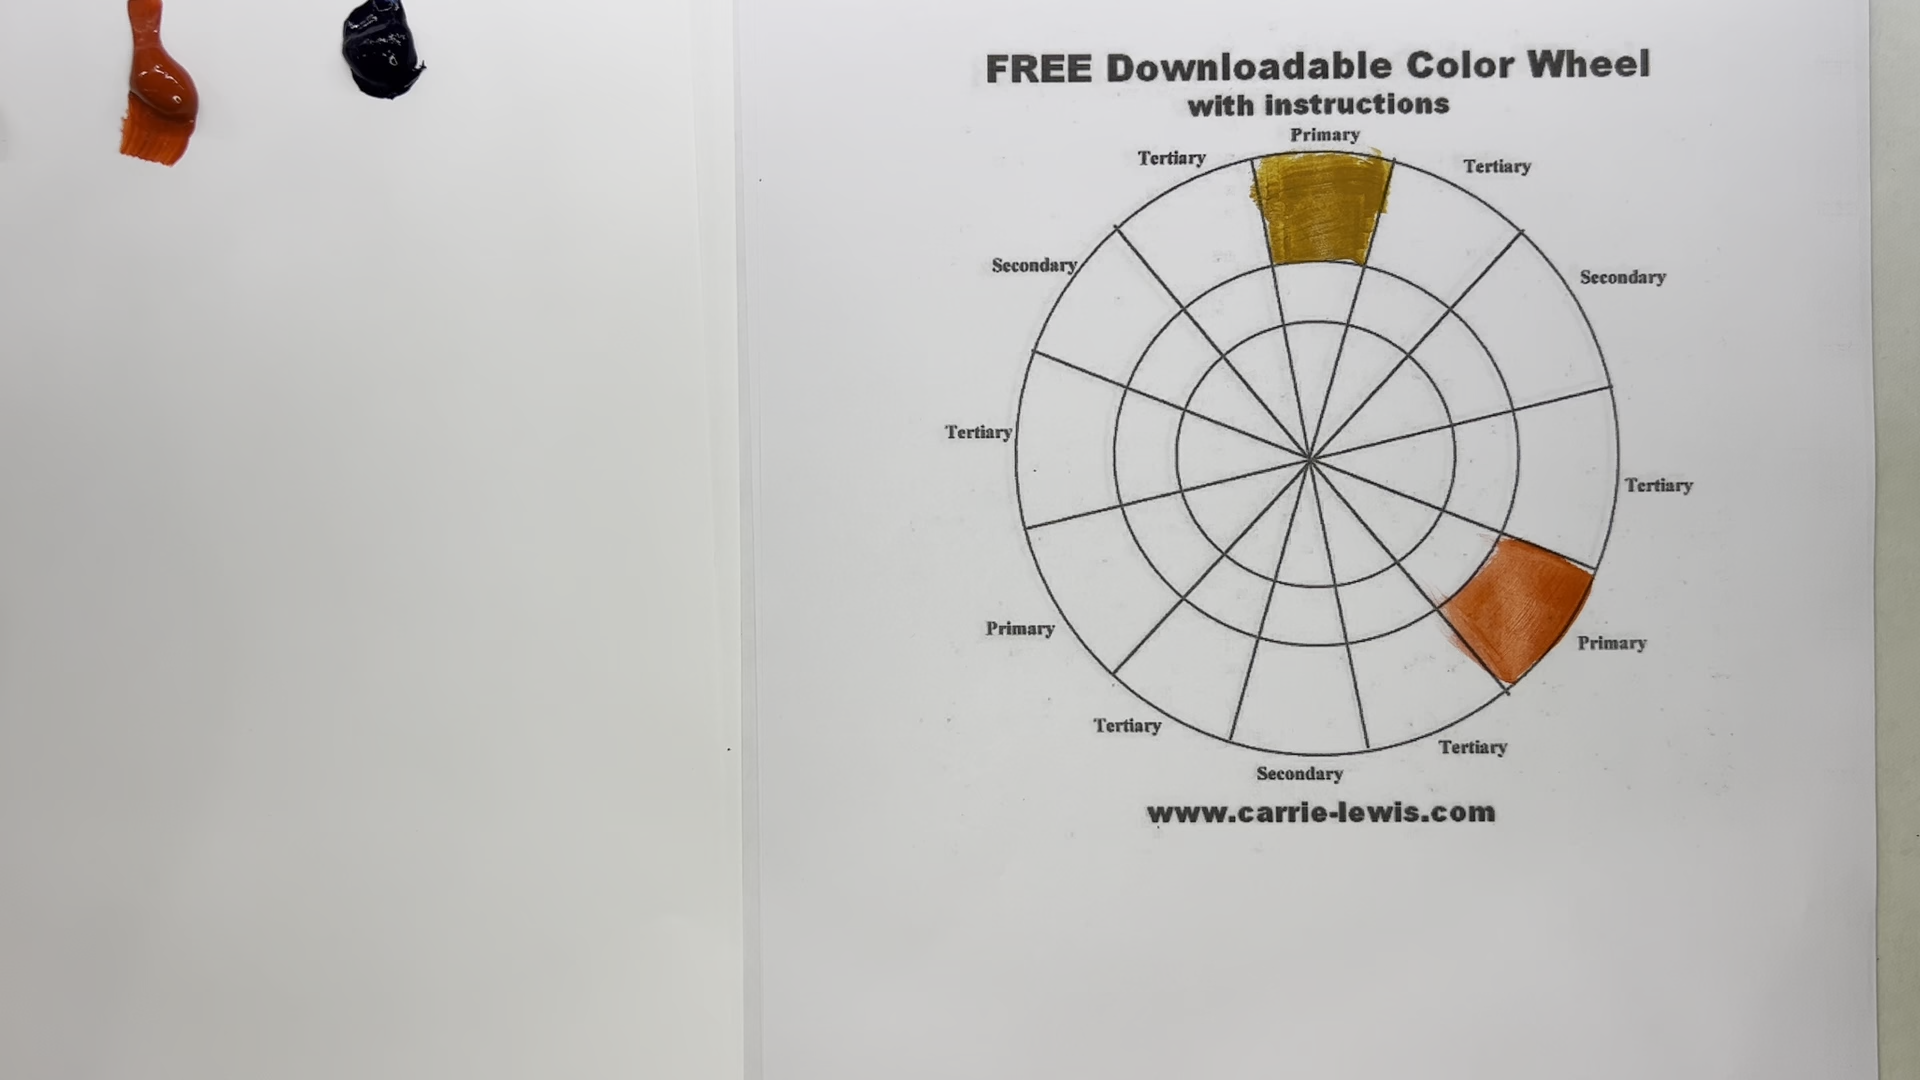 FREE Downloadable Color Wheel
with instructions
Primary
Tertiary
Tertiary
Secondary
Secondary
Tertiary
Tertiary
Primary
Primary
Tertiary
Tertiary
Secondary
www.carrie-lewis.com